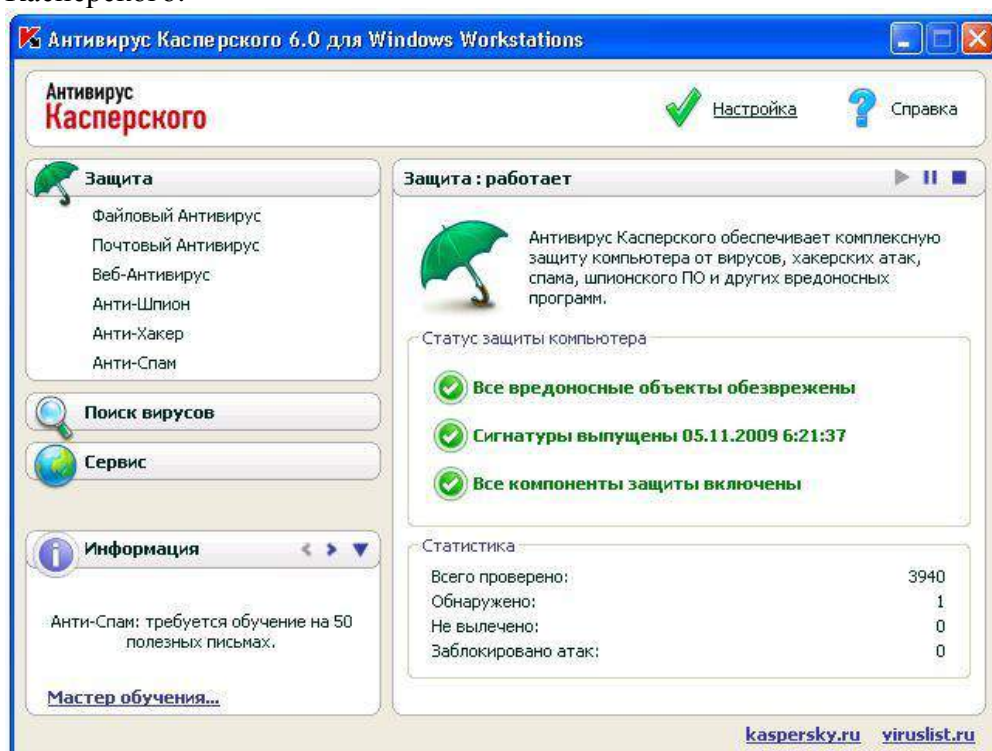 Касперского.
Антивирус Касперского 6.0 для Windows Workstations
Антивирус
Касперского
Настройка
Справка
Защита
Файловый Антивирус
Почтовый Антивирус
Веб-Антивирус
Анти-Шпион
Анти-Хакер
Анти-Спам
Поиск вирусов
Сервис
Информация
Анти-Спам: требуется обучение на 50
полезных письмах.
Мастер обучения...
Защита : работает
Антивирус Касперского обеспечивает комплексную
защиту компьютера от вирусов, хакерских атак,
спама, шпионского ПО и других вредоносных
программ.
Статус защиты компьютера
Все вредоносные объекты обезврежены
Сигнатуры выпущены 05.11.2009 6:21:37
Все компоненты защиты включены
Статистика
Всего проверено: 3940
Обнаружено: 1
Не вылечено: 0
Заблокировано атак: 0
kaspersky.ru viruslist.ru